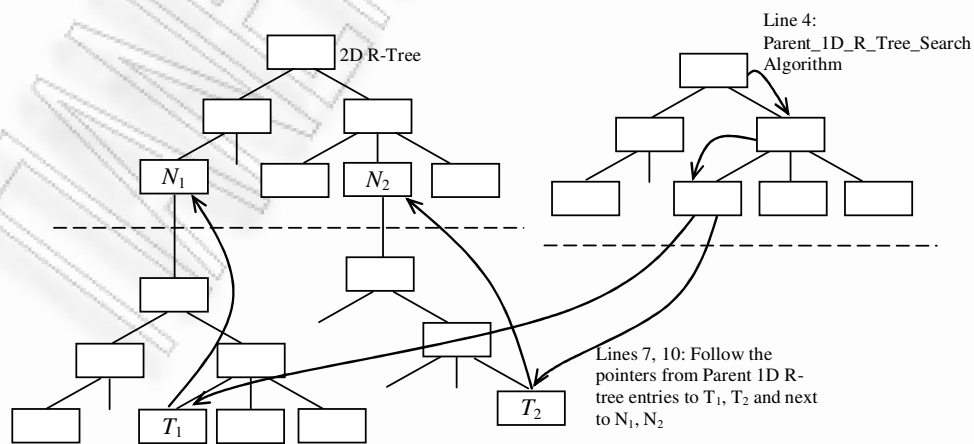 Line 4:
Parent_1D_R_Tree_Search
Algorithm
2D R-Tree
N1
N2
Lines 7, 10: Follow the
pointers from Parent 1D R-
tree entries to T1, T2 and next
to N1, N2
T1
T2